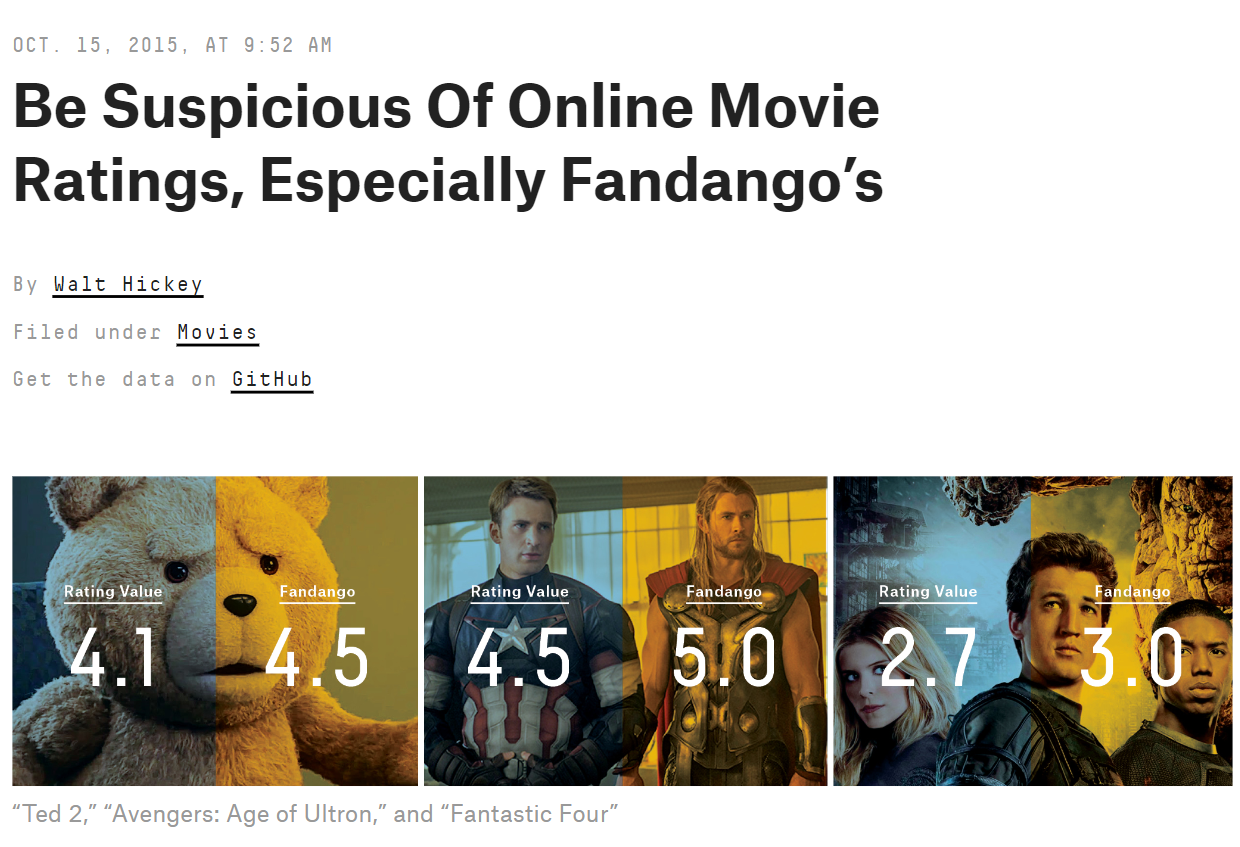 OCT. 15, 2015, AT 9:52 AM
Be Suspicious Of Online Movie
Ratings, Especially Fandango’s
By Walt Hickey
Filed under Movies
Get the data on GitHub
Rating Value
4.1
Fandango
4.5
Rating Value
4.5
Fandango
5.0
Rating Value
2.7
Fandango
3.0
“Ted 2,” “Avengers: Age of Ultron,” and “Fantastic Four”